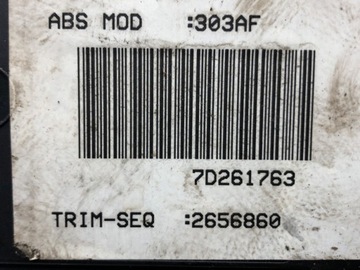 ABS MOD :303AF
7D261763
TRIM-SEQ :2656860